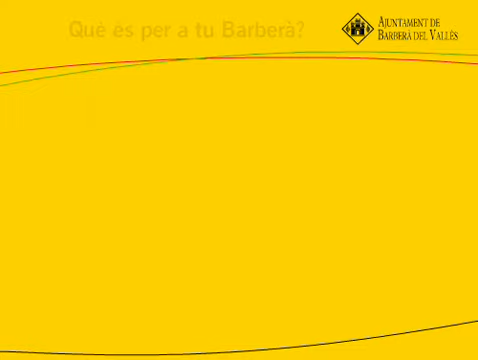 Què és per a tu Barberà?
AJUNTAMENT DE
BARBERÀ DEL VALLÈS